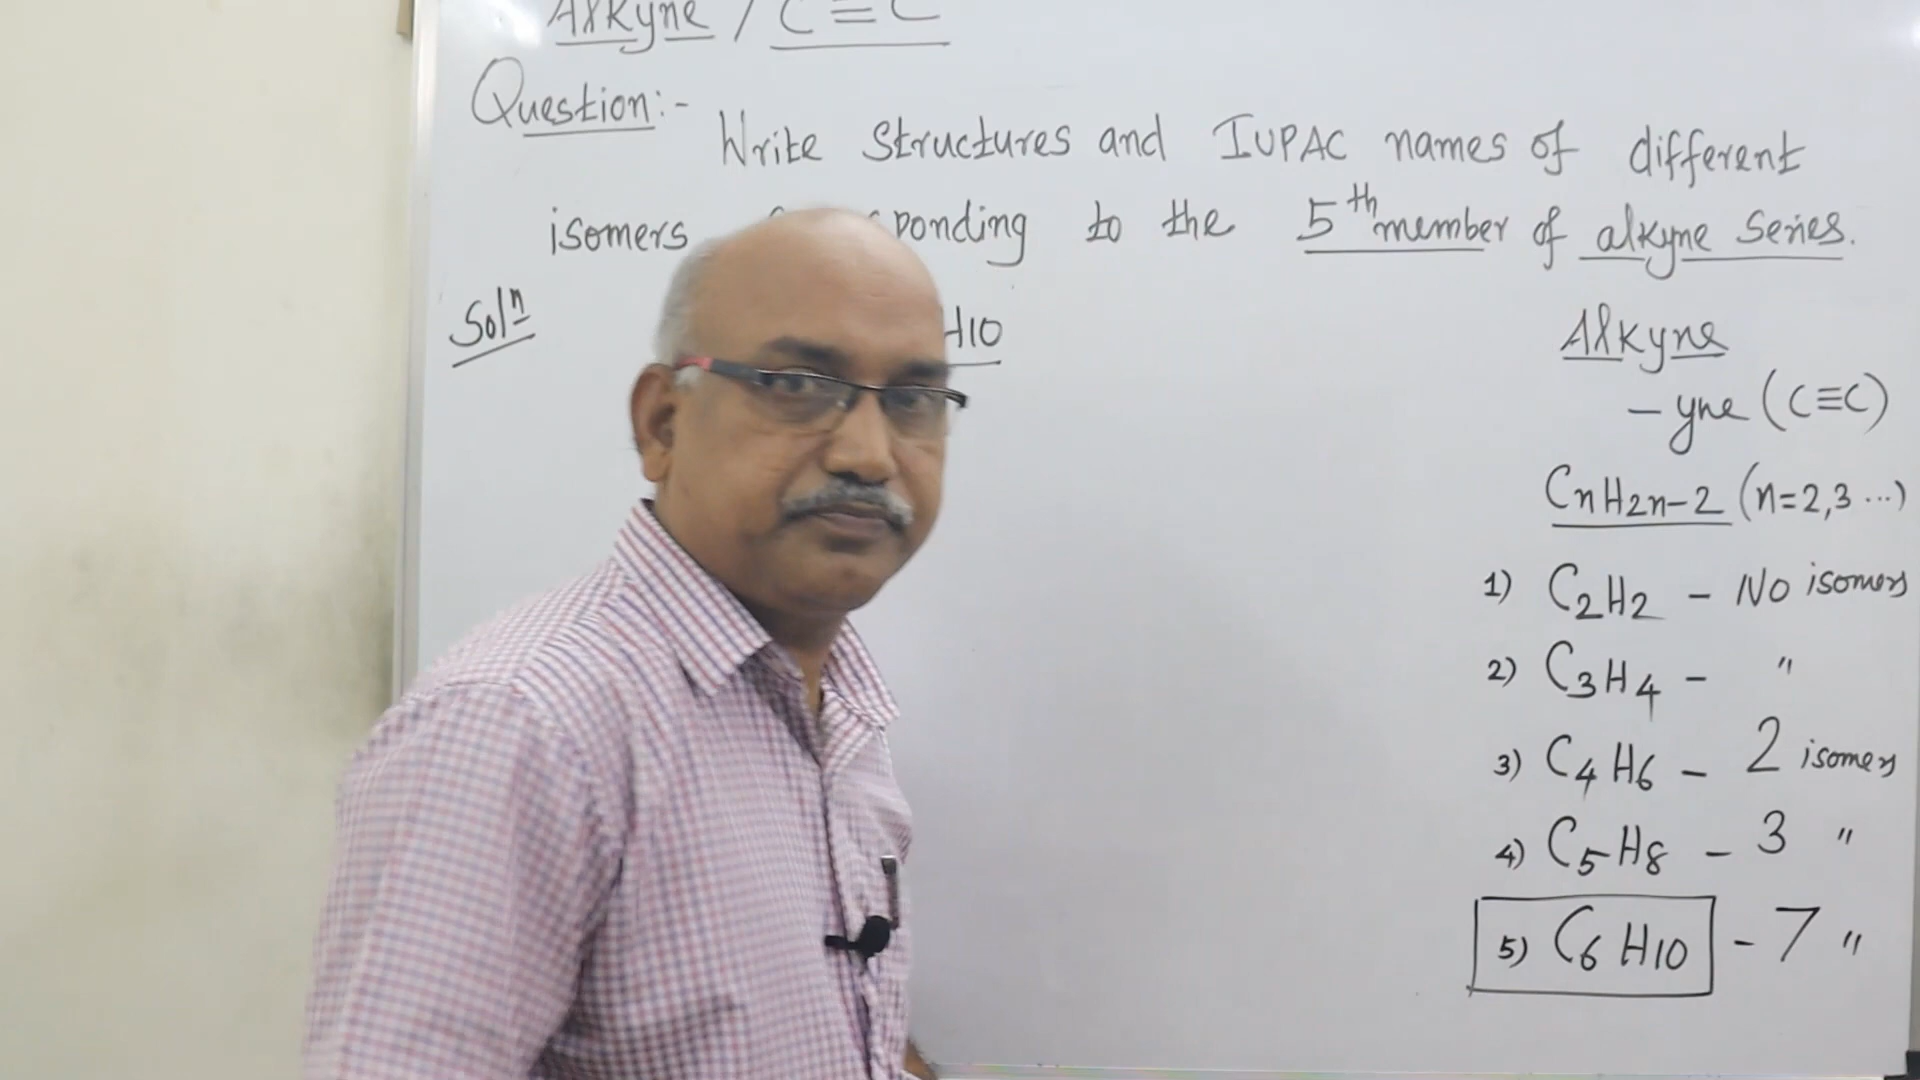 Alkyne / C≡C
Question:-
Write Structures and IUPAC names of different
isomers ponding to the 5th member of alkyne series.
Soln H10
Alkyne
- yne (C≡C)
CnH2n-2 (n=2,3 ...)
1) C2H2 - No isomers
2) C3H4 - "
3) C4H6 - 2 isomers
4) C5H8 - 3 "
5) C6H10 - 7 "